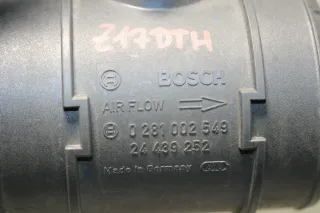 Z17DTH
BOSCH
AIR FLOW
0 281 002 549
24 439 252
Made in Germany